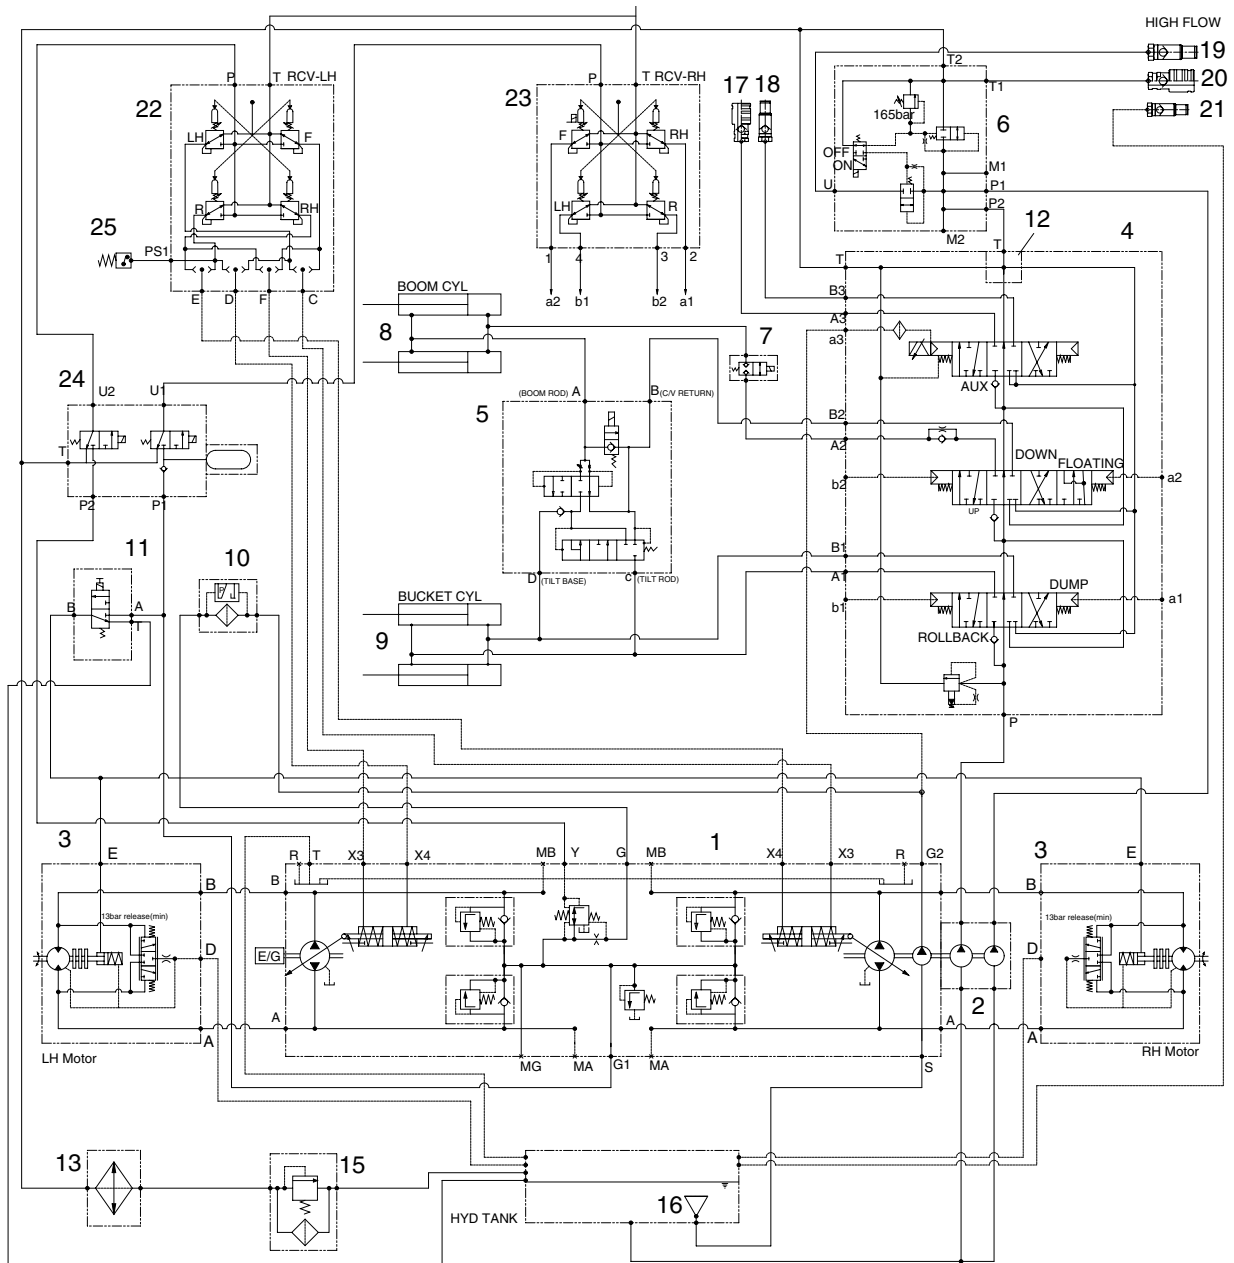 HIGH FLOW
19
20
21
P
T RCV-LH
22
LH
F
R
RH
25
PS1
E
D
F
C
P
T RCV-RH
23
F
RH
LH
R
1
4
3
2
a2
b1
b2
a1
17
18
T2
T1
165bar
6
OFF
ON
M1
U
P1
P2
M2
12
4
T
T
B3
A3
a3
AUX
B2
A2
DOWN
FLOATING
b2
a2
UP
B1
A1
DUMP
b1
a1
ROLLBACK
P
BOOM CYL
8
7
24
U2
U1
T
P2
P1
(BOOM ROD) A
B(C/V RETURN)
5
D (TILT BASE)
c (TILT ROD)
11
B
A
T
10
BUCKET CYL
9
3
E
B
13bar release(min)
D
A
LH Motor
1
R
T
X3
X4
MB
Y
G
MB
X4
X3
R
G2
B
E/G
A
MG
MA
G1
MA
S
A
2
3
E
B
13bar release(min)
D
A
RH Motor
13
15
16
HYD TANK